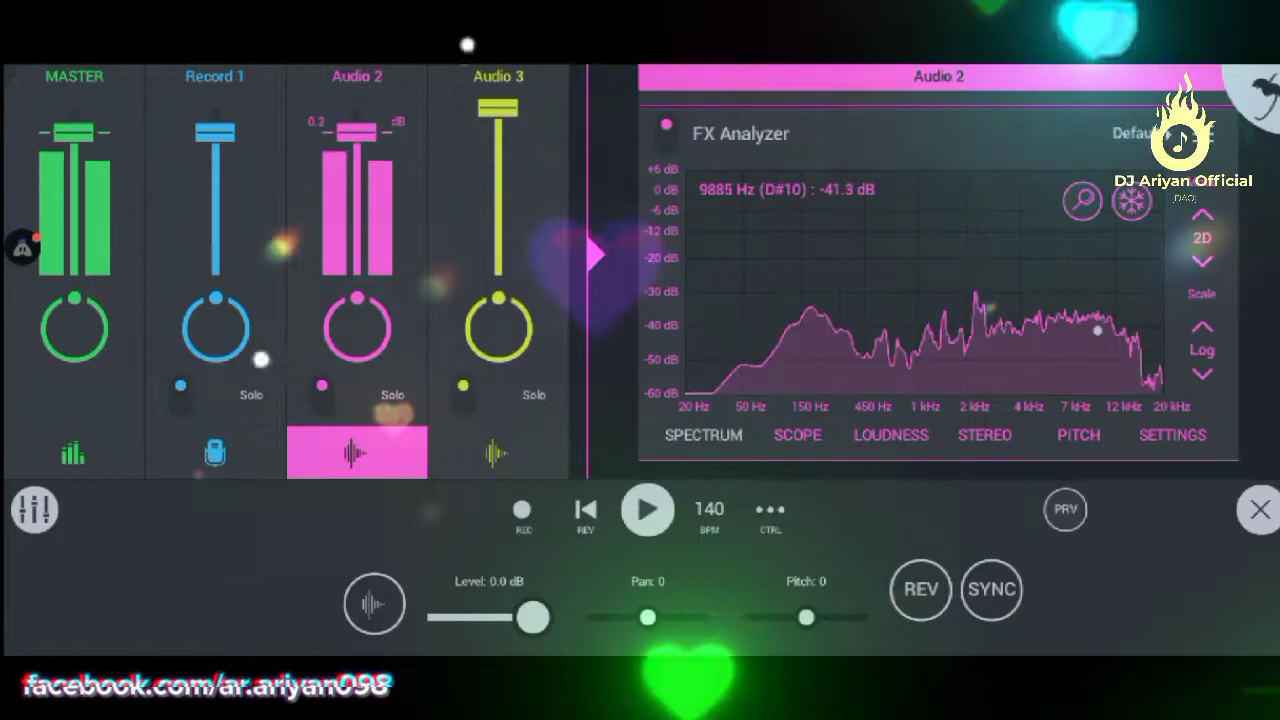 MASTER
Record 1
Audio 2
Audio 3
0.2
dB
Solo
Solo
Solo
Audio 2
FX Analyzer
9885 Hz (D#10) : -41.3 dB
+6 dB
0 dB
-6 dB
-12 dB
-20 dB
-30 dB
-40 dB
-50 dB
-60 dB
20 Hz 50 Hz 150 Hz 450 Hz 1 kHz 2 kHz 4 kHz 7 kHz 12 kHz 20 kHz
2D
Scale
Log
SPECTRUM SCOPE LOUDNESS STEREO PITCH SETTINGS
DJ Ariyan Official
[DAO]
REC
REV
140
BPM
CTRL
PRV
Level: 0.0 dB
Pan: 0
Pitch: 0
REV
SYNC
facebook.com/ar.ariyan098